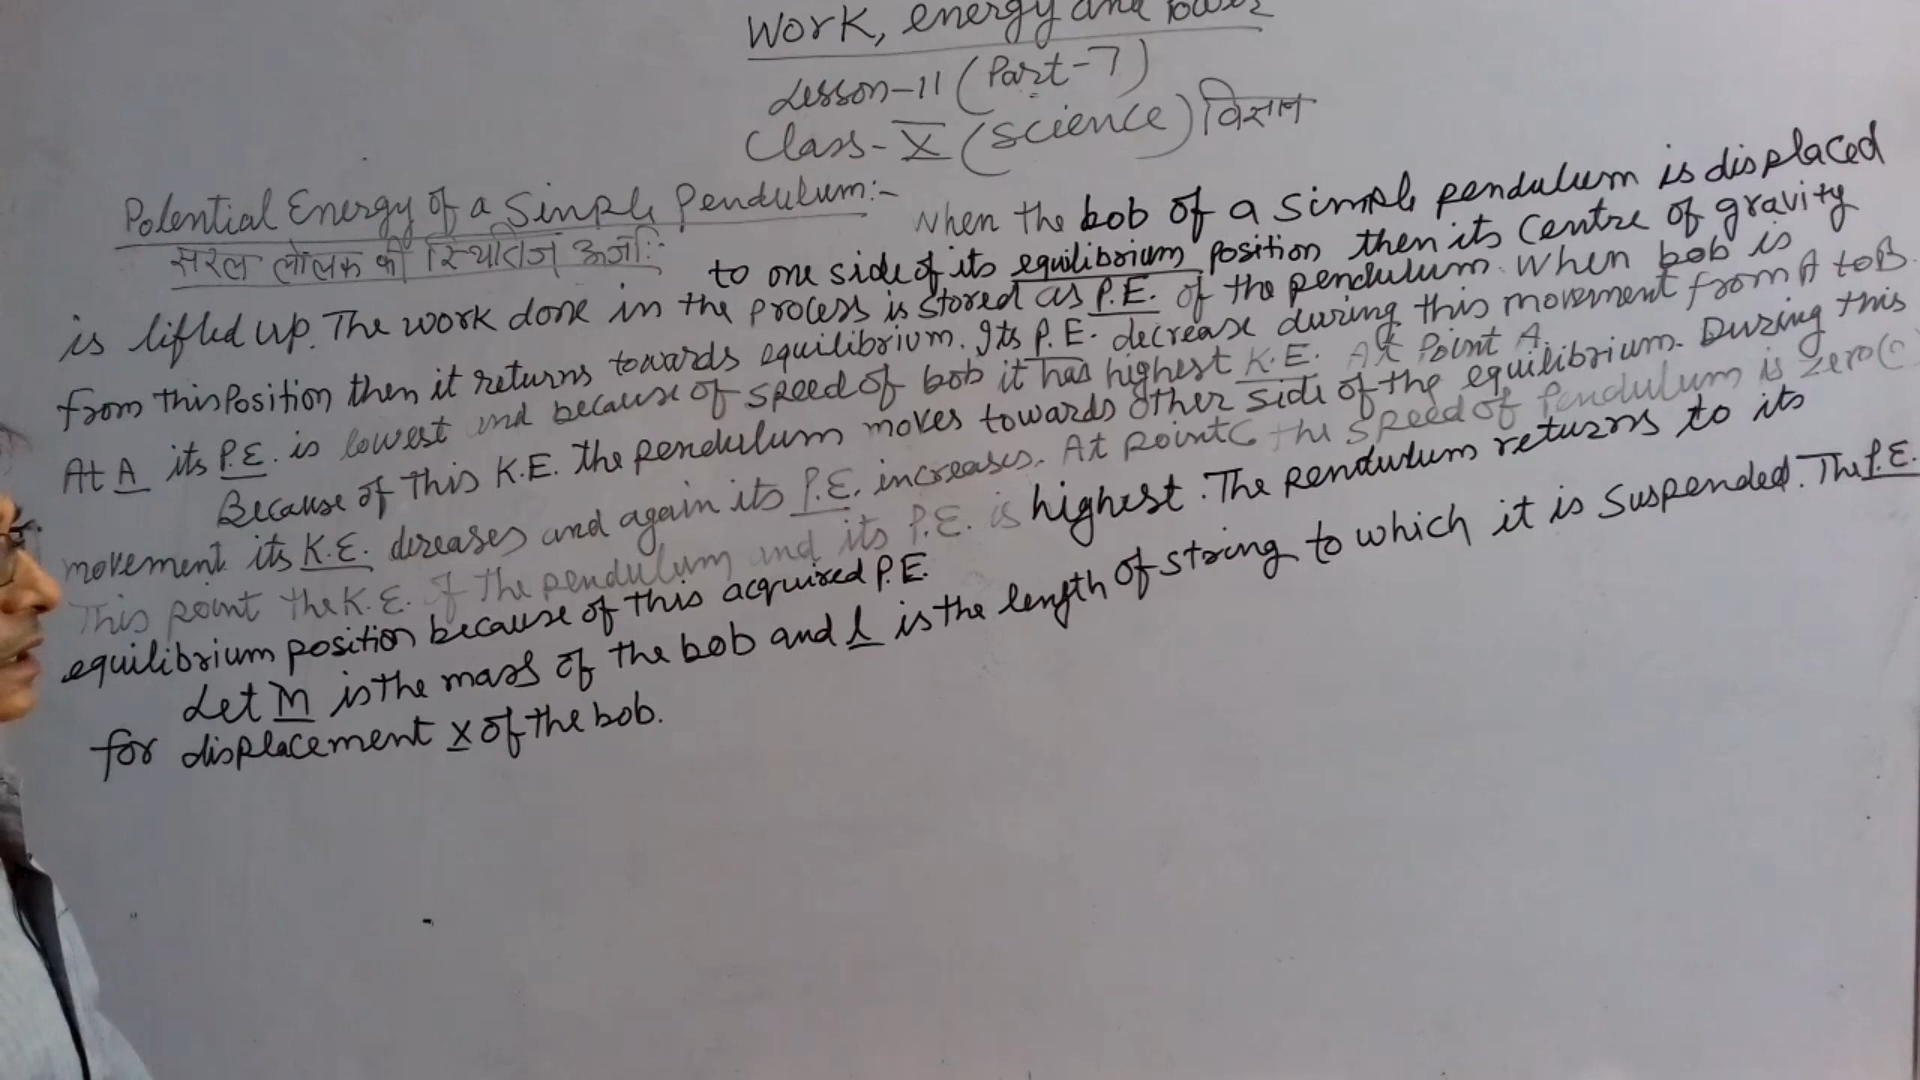 Work, energy and Power
Lesson-11 (Part-7)
Class-X (Science) विज्ञान
Potential Energy of a Simple Pendulum:- When the bob of a simple pendulum is displaced
सरल लोलक की स्थितिज ऊर्जा:- to one side of its equilibrium position then its Centre of gravity
is lifted up. The work done in the process is stored as P.E. of the pendulum. When bob is
from this Position then it returns towards equilibrium. Its P.E. decrease during this movement from A to B.
At A its P.E. is lowest and because of speed of bob it has highest K.E. At Point A.
Because of this K.E. the pendulum moves towards other side of the equilibrium. During this
movement its K.E. dereases and again its P.E. increases. At point C the speed of Pendulum is zero(0
This point the K.E. of the pendulum and its P.E. is highest. The pendulum returns to its
equilibrium position because of this acquired P.E.
Let m is the mass of the bob and l is the length of string to which it is suspended. The P.E.
for displacement x of the bob.